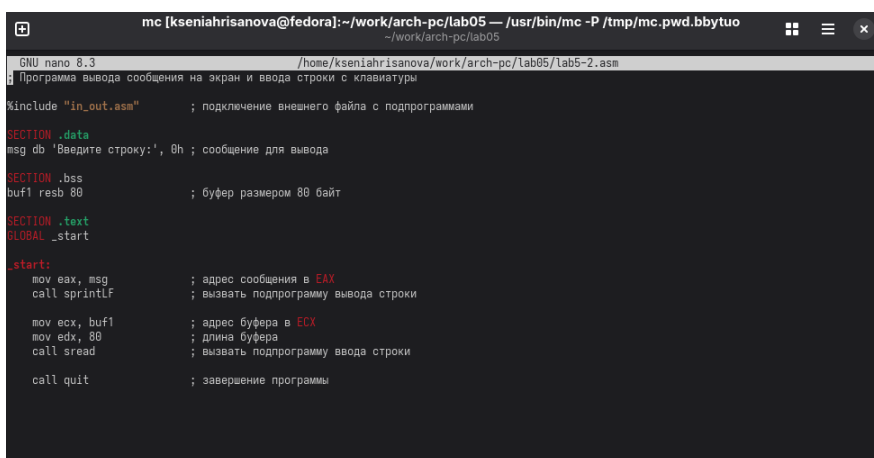 mc [kseniahrisanova@fedora]:~/work/arch-pc/lab05 — /usr/bin/mc -P /tmp/mc.pwd.bbytuo
~/work/arch-pc/lab05
GNU nano 8.3 /home/kseniahrisanova/work/arch-pc/lab05/lab5-2.asm
; Программа вывода сообщения на экран и ввода строки с клавиатуры
%include "in_out.asm" ; подключение внешнего файла с подпрограммами
SECTION .data
msg db 'Введите строку:', 0h ; сообщение для вывода
SECTION .bss
buf1 resb 80 ; буфер размером 80 байт
SECTION .text
GLOBAL _start
_start:
mov eax, msg ; адрес сообщения в EAX
call sprintLF ; вызвать подпрограмму вывода строки
mov ecx, buf1 ; адрес буфера в ECX
mov edx, 80 ; длина буфера
call sread ; вызвать подпрограмму ввода строки
call quit ; завершение программы